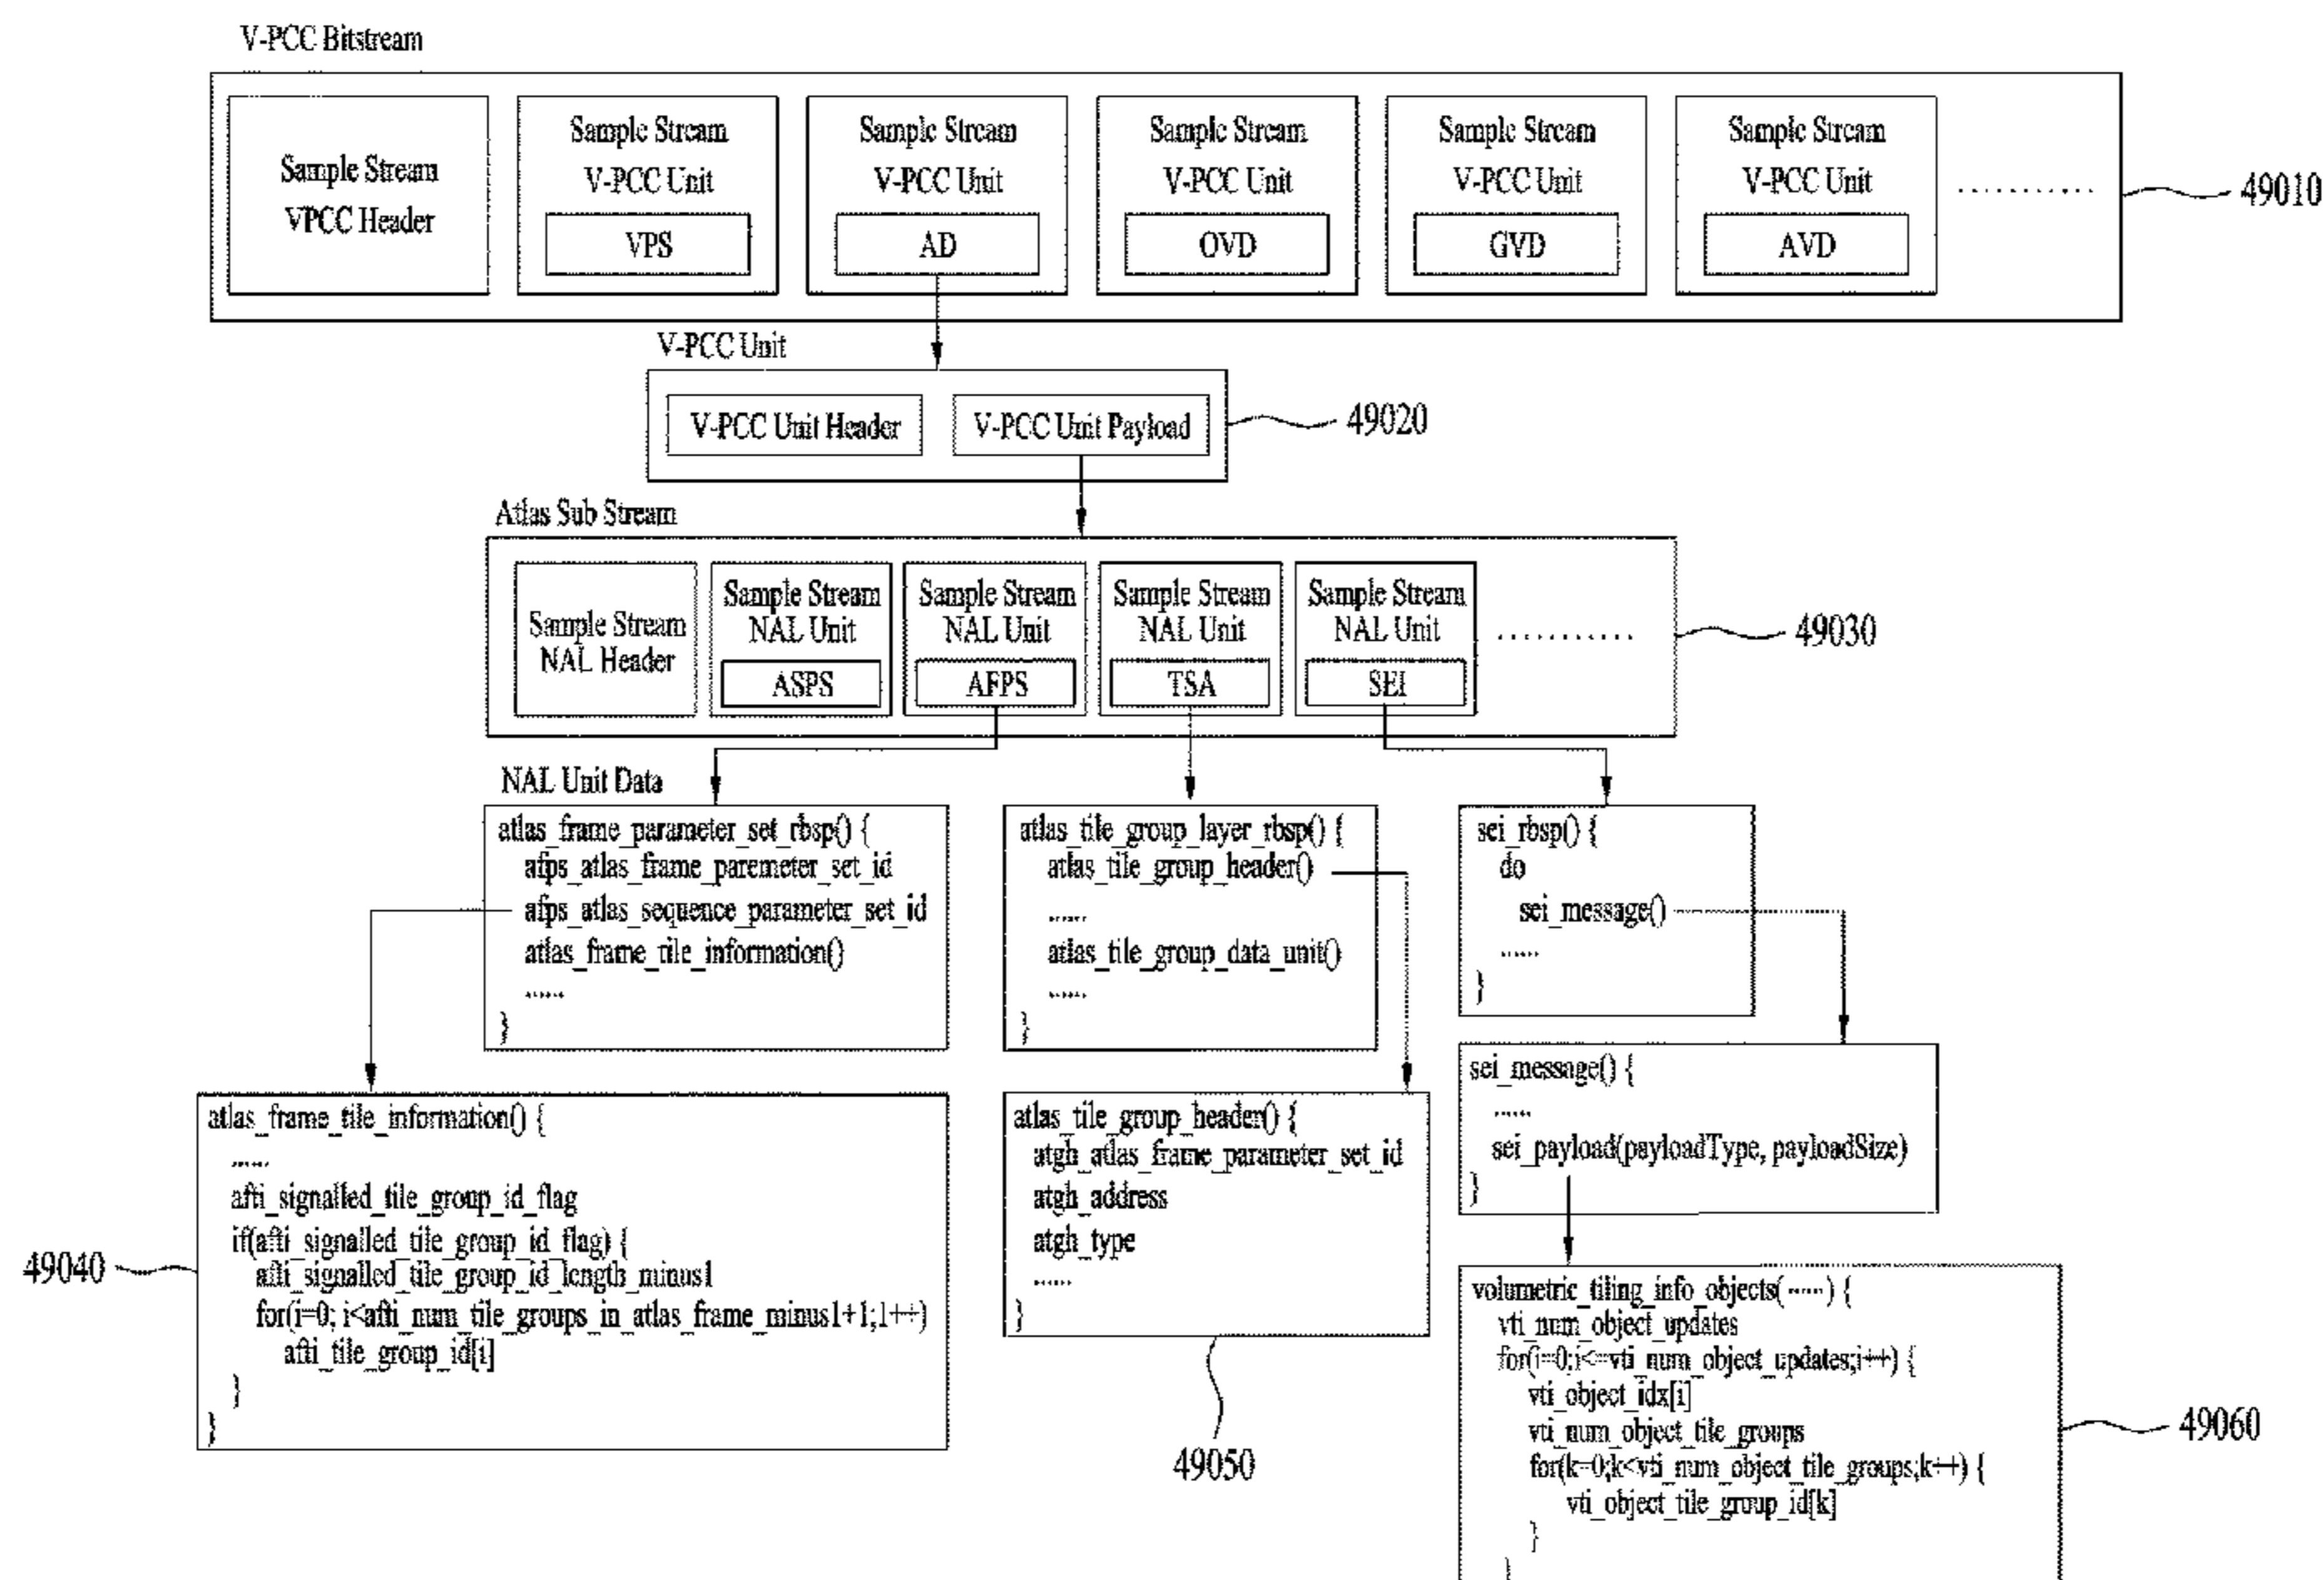 V-PCC Bitstream
Sample Stream
VPCC Header
Sample Stream
V-PCC Unit
VPS
Sample Stream
V-PCC Unit
AD
Sample Stream
V-PCC Unit
OVD
Sample Stream
V-PCC Unit
GVD
Sample Stream
V-PCC Unit
AVD
...........
49010
V-PCC Unit
V-PCC Unit Header
V-PCC Unit Payload
49020
Atlas Sub Stream
Sample Stream
NAL Header
Sample Stream
NAL Unit
ASPS
Sample Stream
NAL Unit
AFPS
Sample Stream
NAL Unit
TSA
Sample Stream
NAL Unit
SEI
...........
49030
NAL Unit Data
atlas_frame_parameter_set_rbsp() {
afps_atlas_frame_paremeter_set_id
afps_atlas_sequence_parameter_set_id
atlas_frame_tile_information()
......
}
atlas_tile_group_layer_rbsp() {
atlas_tile_group_header()
......
atlas_tile_group_data_unit()
......
}
sei_rbsp() {
do
sei_message()
......
}
atlas_frame_tile_information() {
......
afti_signalled_tile_group_id_flag
if(afti_signalled_tile_group_id_flag) {
afti_signalled_tile_group_id_length_minus1
for(i=0; i<afti_num_tile_groups_in_atlas_frame_minus1+1;1++)
afti_tile_group_id[i]
}
}
49040
atlas_tile_group_header() {
atgh_atlas_frame_parameter_set_id
atgh_address
atgh_type
......
}
49050
sei_message() {
......
sei_payload(payloadType, payloadSize)
}
volumetric_tiling_info_objects( ······) {
vti_num_object_updates
for(i=0;i<=vti_num_object_updates;i++) {
vti_object_idx[i]
vti_num_object_tile_groups
for(k=0;k<vti_num_object_tile_groups;k++) {
vti_object_tile_group_id[k]
}
}
49060